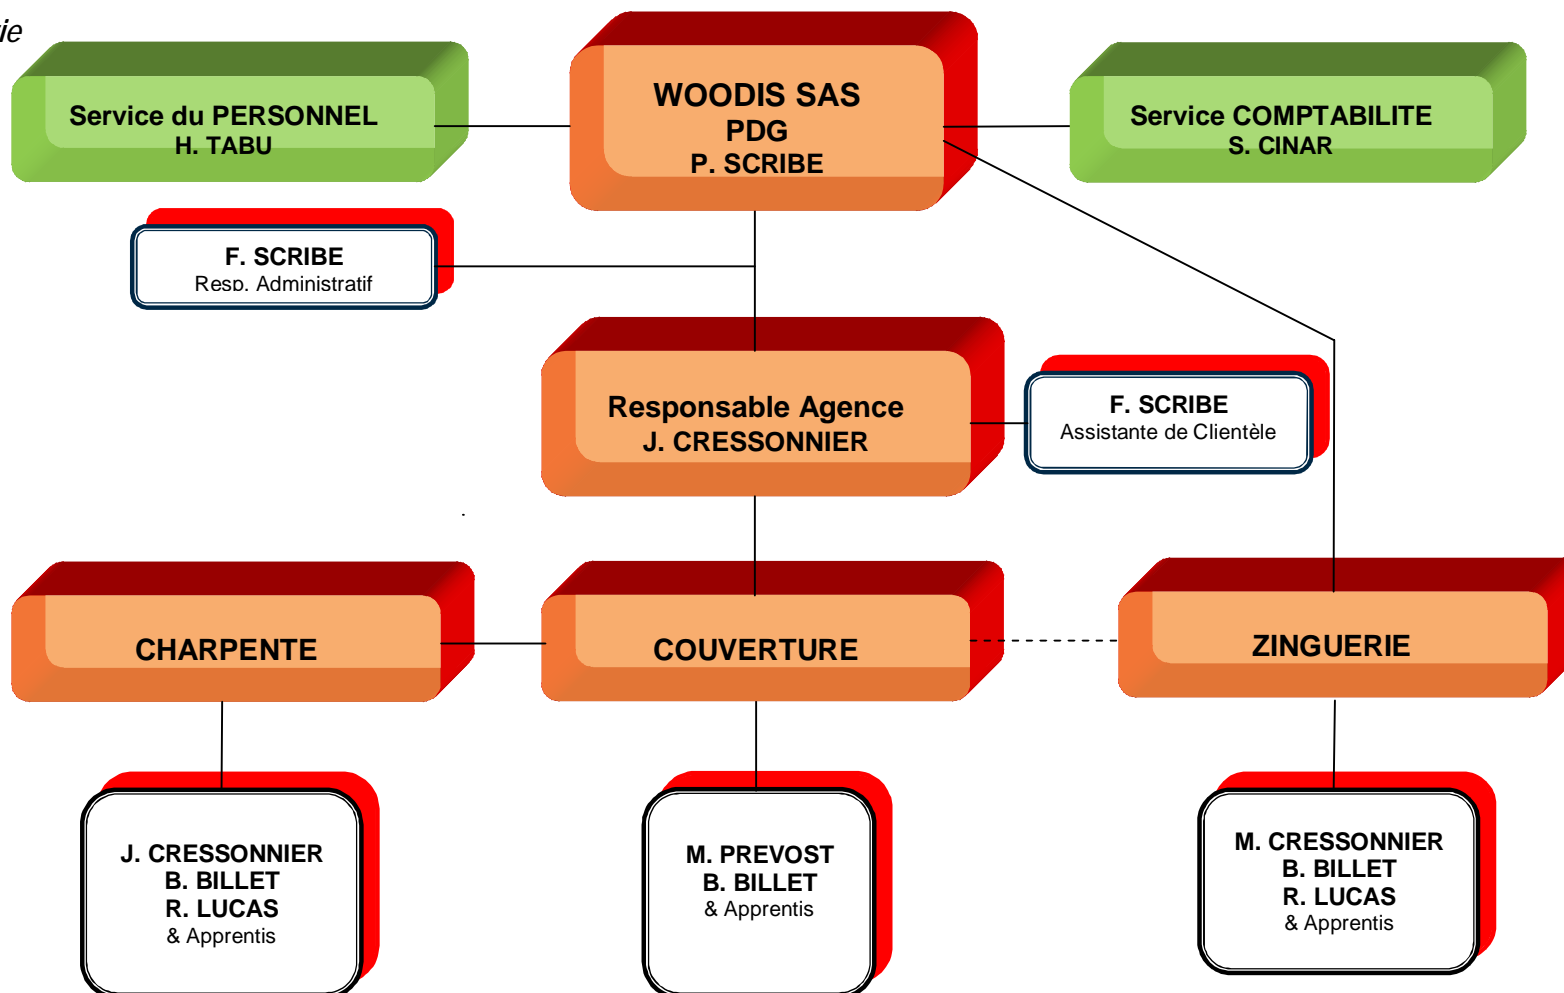 ie
Service du PERSONNEL
H. TABU
WOODIS SAS
PDG
P. SCRIBE
Service COMPTABILITE
S. CINAR
F. SCRIBE
Resp. Administratif
Responsable Agence
J. CRESSONNIER
F. SCRIBE
Assistante de Clientèle
CHARPENTE
COUVERTURE
ZINGUERIE
J. CRESSONNIER
B. BILLET
R. LUCAS
& Apprentis
M. PREVOST
B. BILLET
& Apprentis
M. CRESSONNIER
B. BILLET
R. LUCAS
& Apprentis